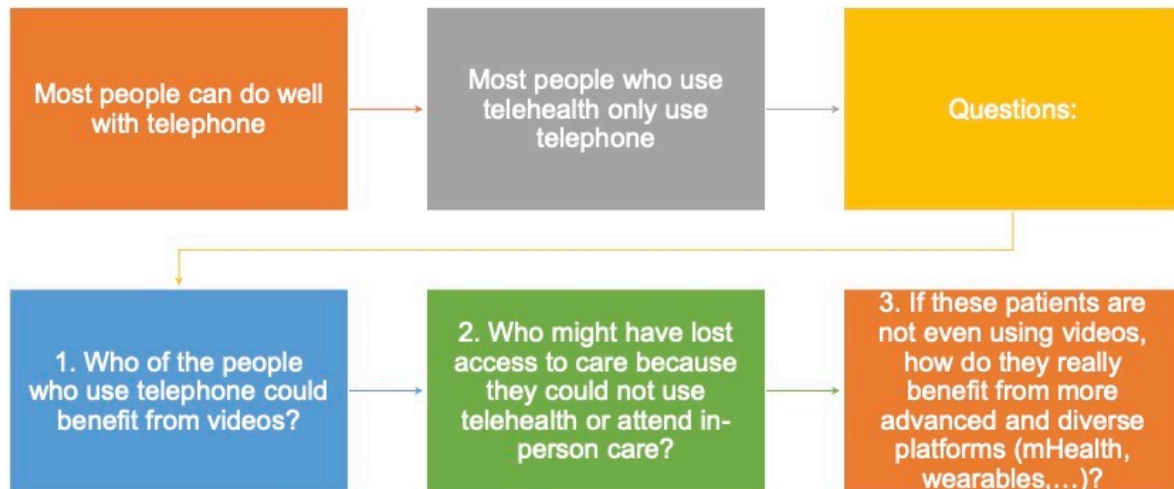 Most people can do well
with telephone
Most people who use
telehealth only use
telephone
Questions:
1. Who of the people
who use telephone could
benefit from videos?
2. Who might have lost
access to care because
they could not use
telehealth or attend in-
person care?
3. If these patients are
not even using videos,
how do they really
benefit from more
advanced and diverse
platforms (mHealth,
wearables,...)?